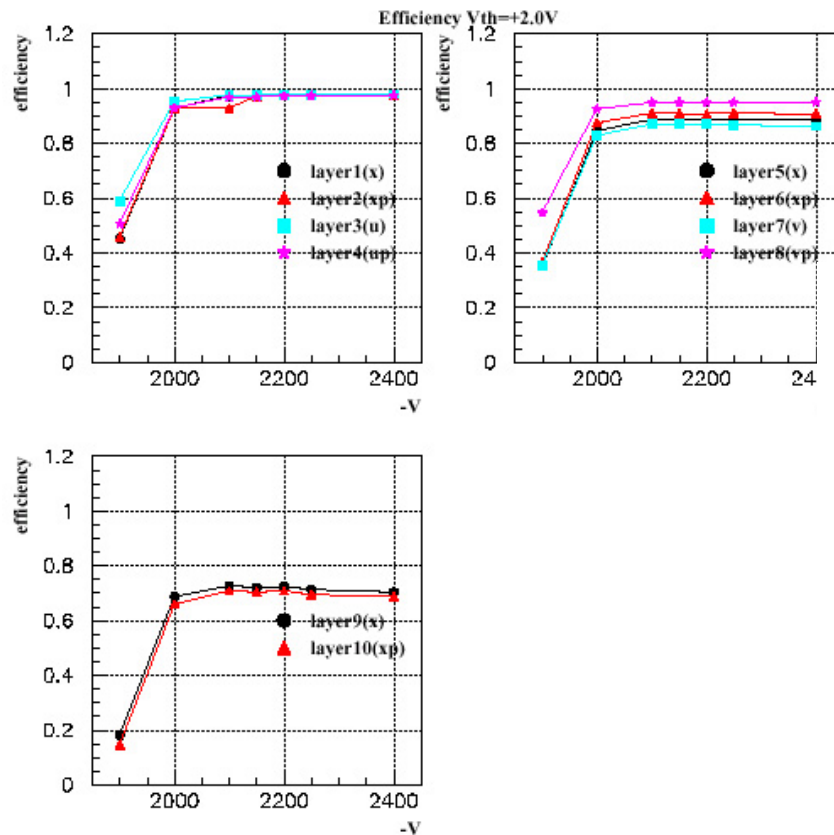 Efficiency Vth=+2.0V
efficiency
1.2
1
0.8
0.6
0.4
0.2
0
layer1(x)
layer2(xp)
layer3(u)
layer4(up)
2000
2200
2400
-V
efficiency
1.2
1
0.8
0.6
0.4
0.2
0
layer5(x)
layer6(xp)
layer7(v)
layer8(vp)
2000
2200
24
-V
efficiency
1.2
1
0.8
0.6
0.4
0.2
0
layer9(x)
layer10(xp)
2000
2200
2400
-V